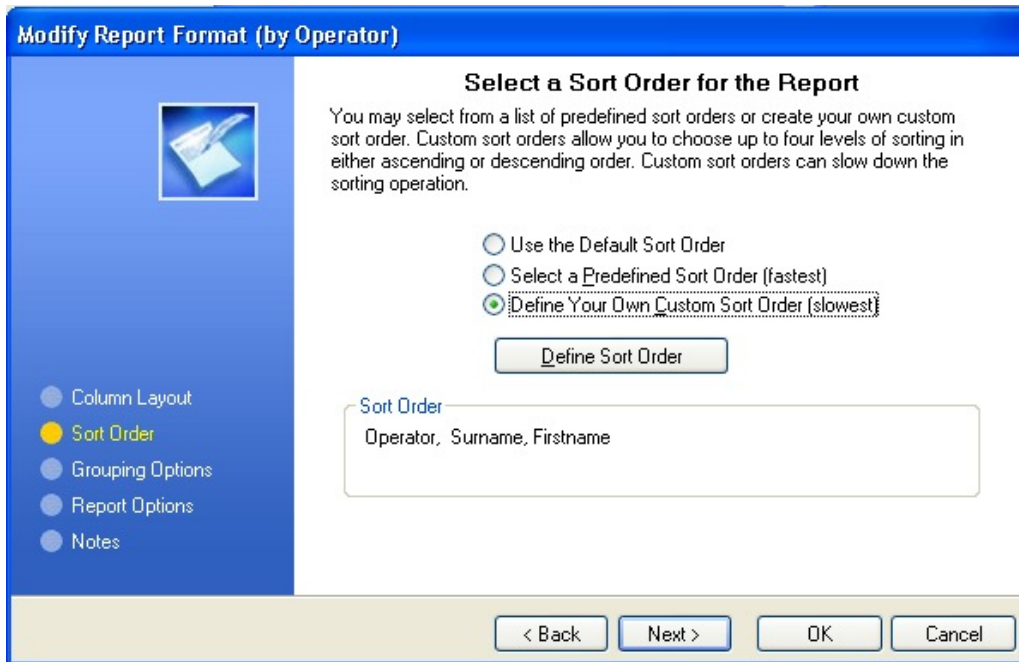 Modify Report Format (by Operator)
Select a Sort Order for the Report
You may select from a list of predefined sort orders or create your own custom
sort order. Custom sort orders allow you to choose up to four levels of sorting in
either ascending or descending order. Custom sort orders can slow down the
sorting operation.
Use the Default Sort Order
Select a Predefined Sort Order (fastest)
Define Your Own Custom Sort Order (slowest)
Define Sort Order
Column Layout
Sort Order
Grouping Options
Report Options
Notes
Sort Order
Operator, Surname, Firstname
< Back
Next >
OK
Cancel